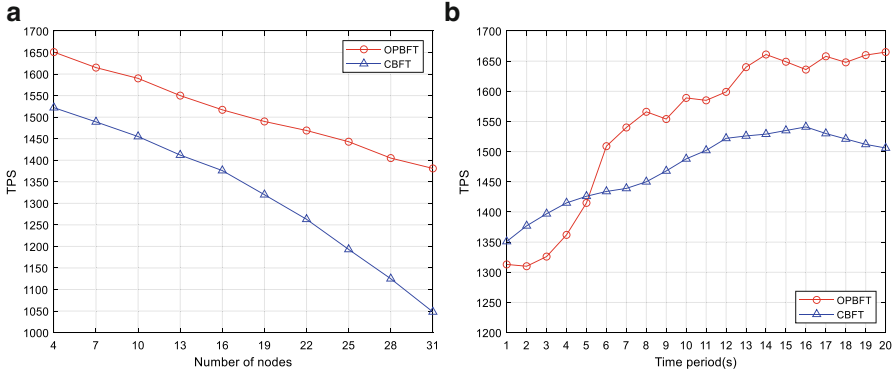 a
1700
1650
1600
1550
1500
1450
1400
1350
1300
1250
1200
1150
1100
1050
1000
TPS
4 7 10 13 16 19 22 25 28 31
Number of nodes
OPBFT
CBFT
b
1700
1650
1600
1550
1500
1450
1400
1350
1300
1250
1200
TPS
1 2 3 4 5 6 7 8 9 10 11 12 13 14 15 16 17 18 19 20
Time period(s)
OPBFT
CBFT